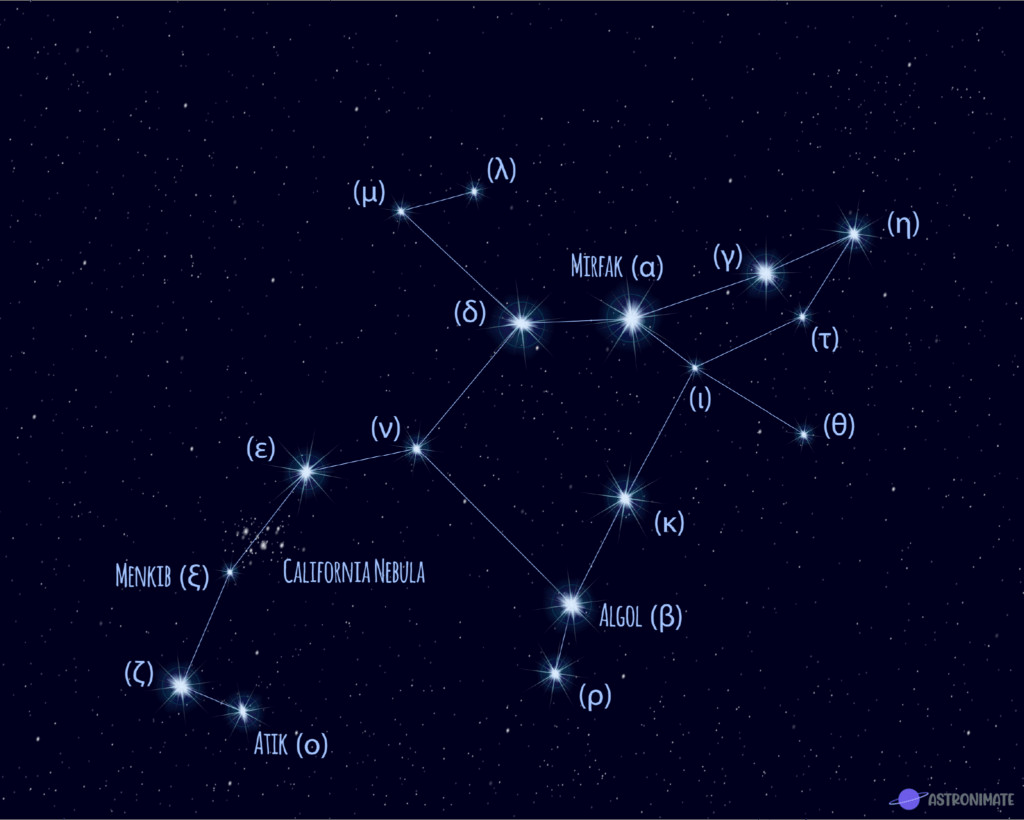 (λ)
(μ)
(η)
(γ)
MIRFAK (α)
(δ)
(τ)
(ι)
(θ)
(ν)
(ε)
(κ)
CALIFORNIA NEBULA
MENKIB (ξ)
ALGOL (β)
(ζ)
(ρ)
ATIK (ο)
ASTRONIMATE